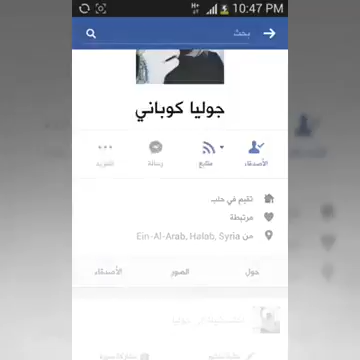 10:47 PM
بحث
جوليا كوباني
الأصدقاء
متابع
رسالة
المزيد
تقيم في حلب
مرتبطة
من Ein-Al-Arab, Halab, Syria
حول
الصور
الأصدقاء